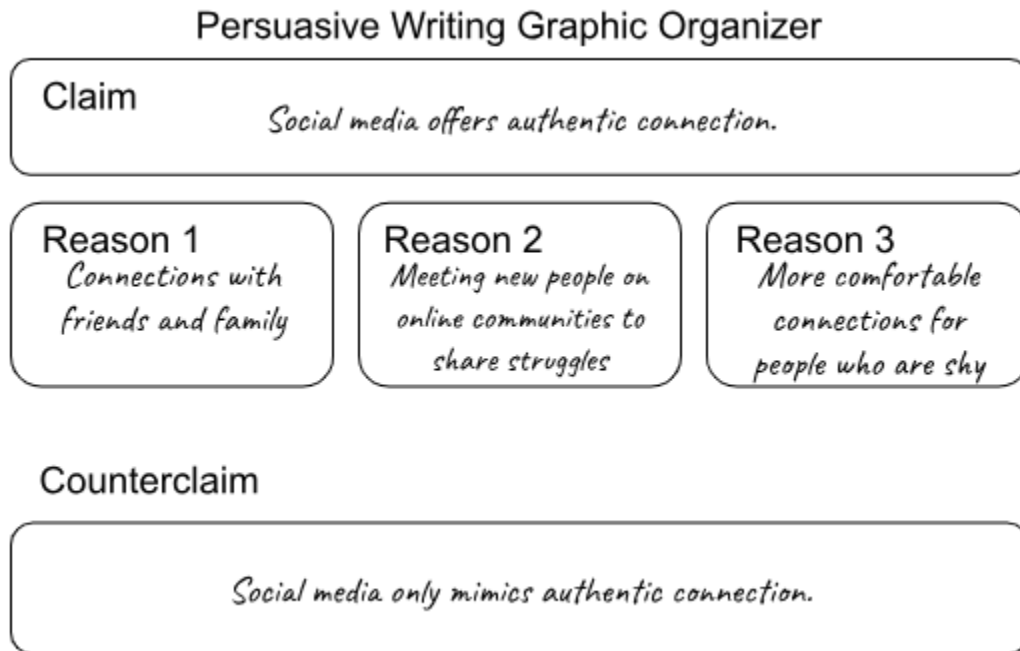 Persuasive Writing Graphic Organizer
Claim
Social media offers authentic connection.
Reason 1
Connections with
friends and family
Reason 2
Meeting new people on
online communities to
share struggles
Reason 3
More comfortable
connections for
people who are shy
Counterclaim
Social media only mimics authentic connection.